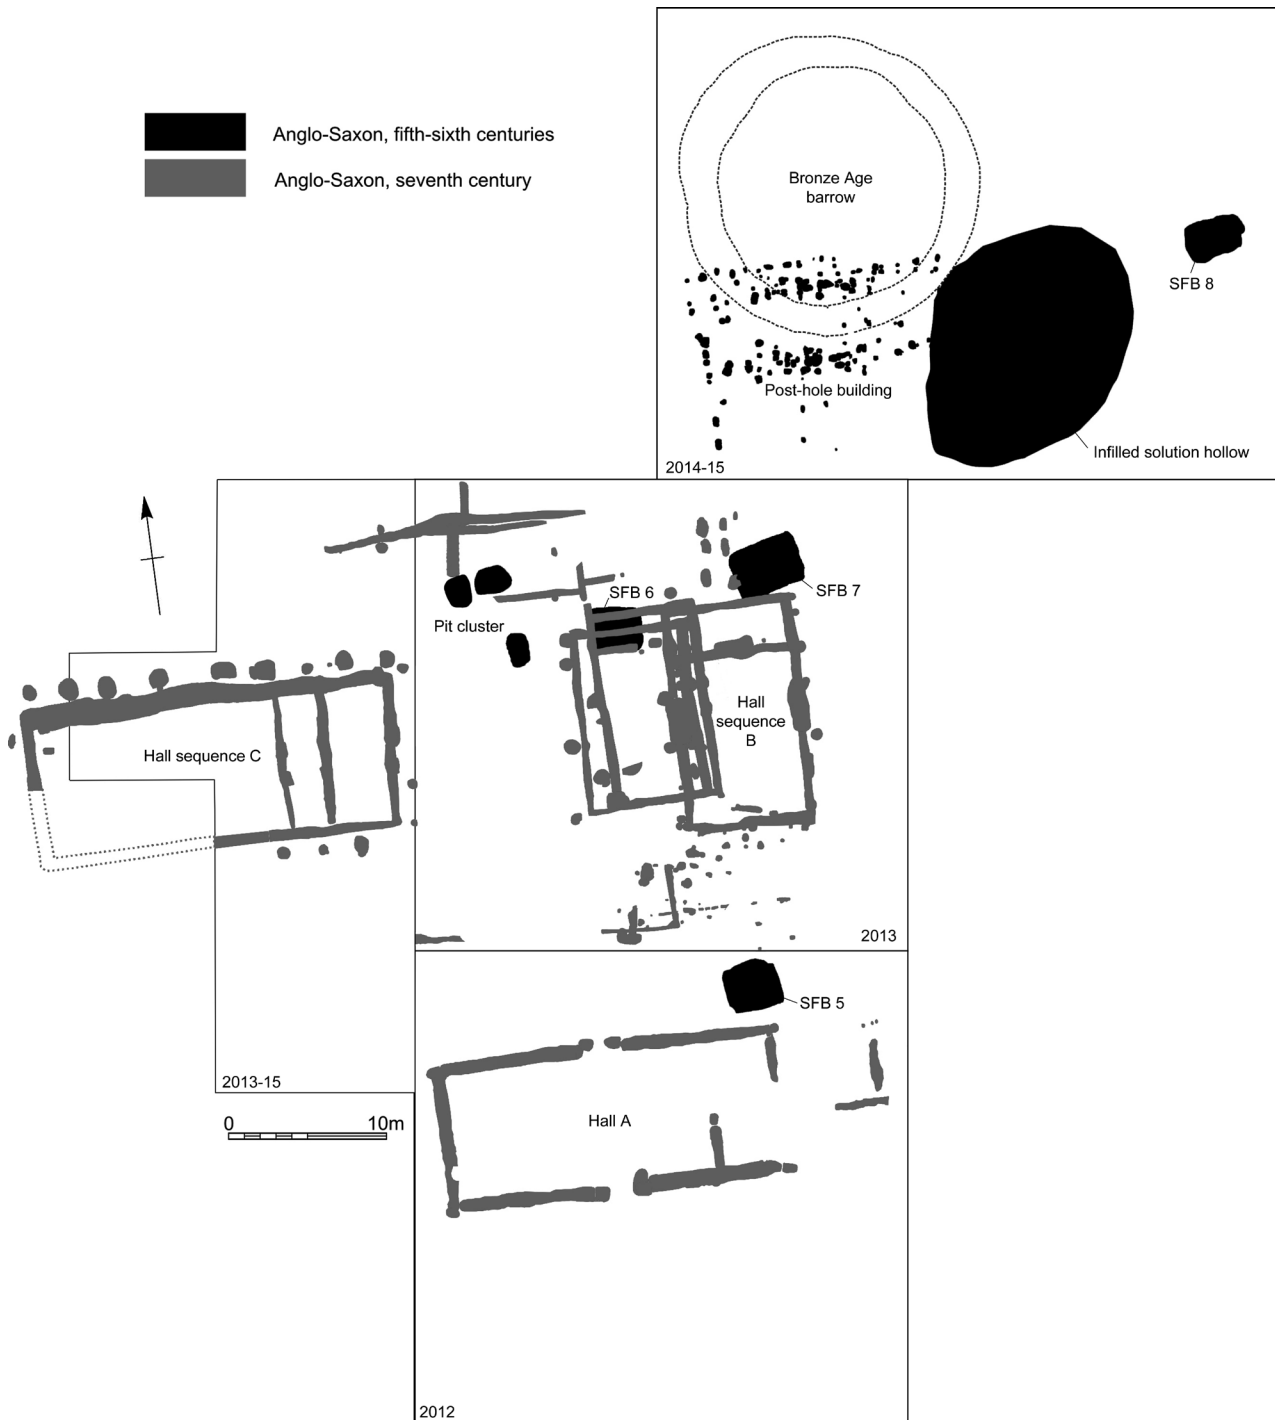 Anglo-Saxon, fifth-sixth centuries
Anglo-Saxon, seventh century
Bronze Age
barrow
SFB 8
Post-hole building
Infilled solution hollow
2014-15
SFB 6
SFB 7
Pit cluster
Hall
sequence
B
Hall sequence C
2013
SFB 5
2013-15
0 10m
Hall A
2012